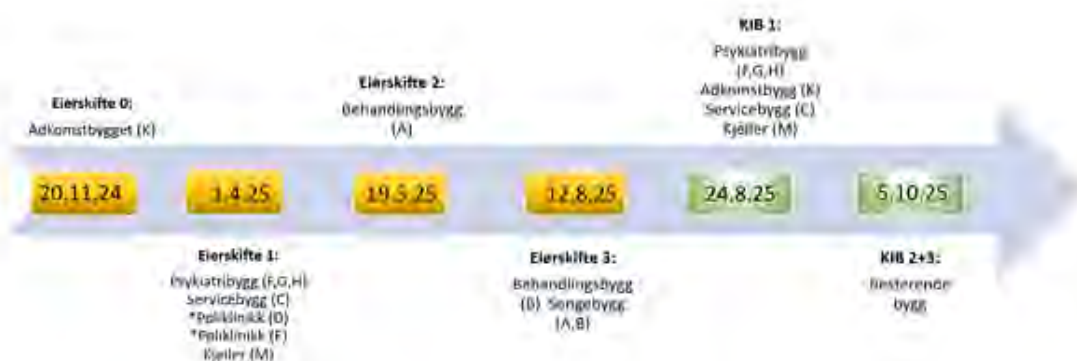 Eierskifte 0:
Adkomstbygget (K)
20.11.24
Eierskifte 1:
Psykiatribygg (F,G,H)
Servicebygg (C)
*Poliklinikk (D)
Kjeller (M)
1.4.25
Eierskifte 2:
Behandlingsbygg
(A)
19.5.25
Eierskifte 3:
Behandlingsbygg
Sengebygg
(A,B)
12.8.25
KIB 1:
Psykiatribygg
(F,G,H)
Adkomstbygg (K)
Servicebygg (C)
Kjeller (M)
24.8.25
KIB 2+3:
Resterende
bygg
5.10.25